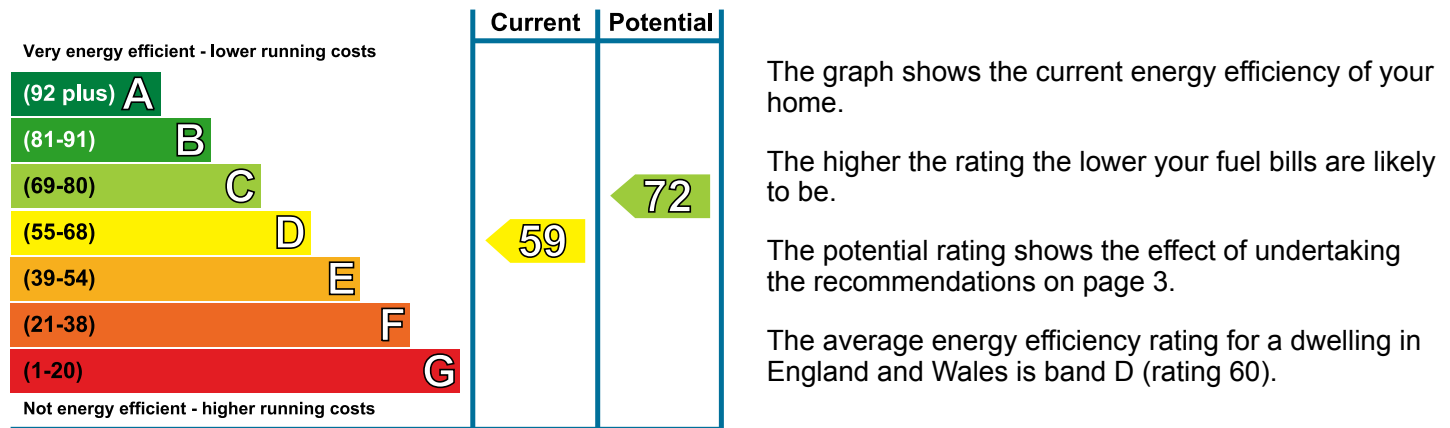 Current Potential
Very energy efficient - lower running costs
(92 plus) A
(81-91) B
(69-80) C
(55-68) D
(39-54) E
(21-38) F
(1-20) G
Not energy efficient - higher running costs
59
72
The graph shows the current energy efficiency of your
home.
The higher the rating the lower your fuel bills are likely
to be.
The potential rating shows the effect of undertaking
the recommendations on page 3.
The average energy efficiency rating for a dwelling in
England and Wales is band D (rating 60).